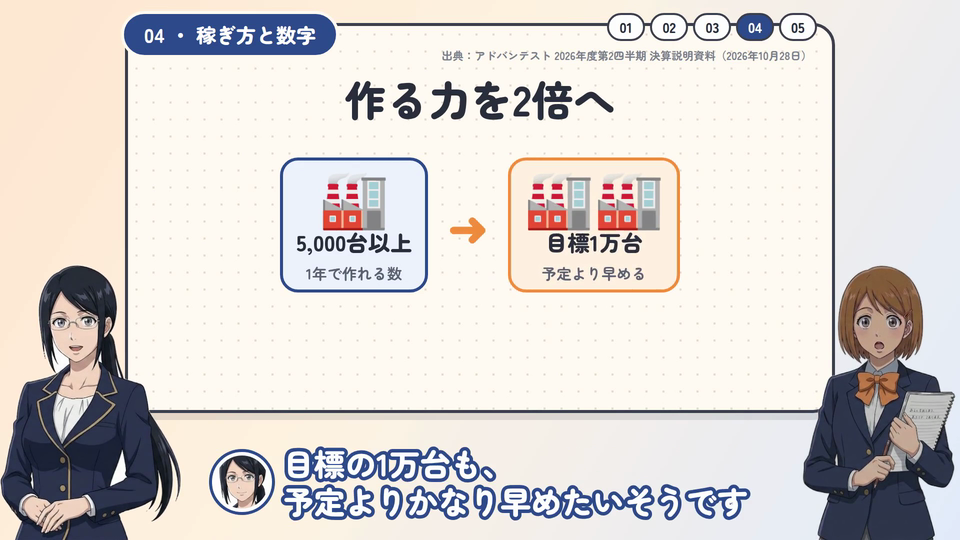 04 ・ 稼ぎ方と数字
01 02 03 04 05
出典：アドバンテスト 2026年度第2四半期 決算説明資料（2026年10月28日）
作る力を2倍へ
5,000台以上
1年で作れる数
目標1万台
予定より早める
目標の1万台も、
予定よりかなり早めたいそうです